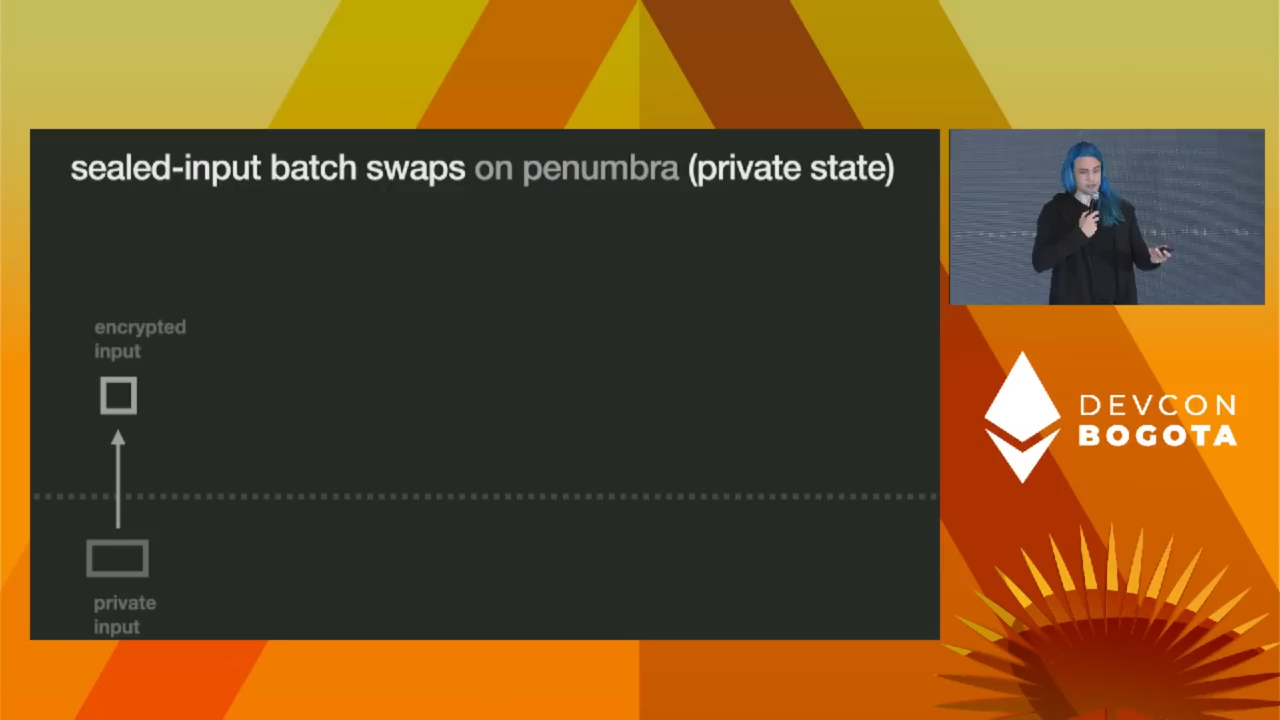 sealed-input batch swaps on penumbra (private state)
encrypted
input
private
input
DEVCON
BOGOTA